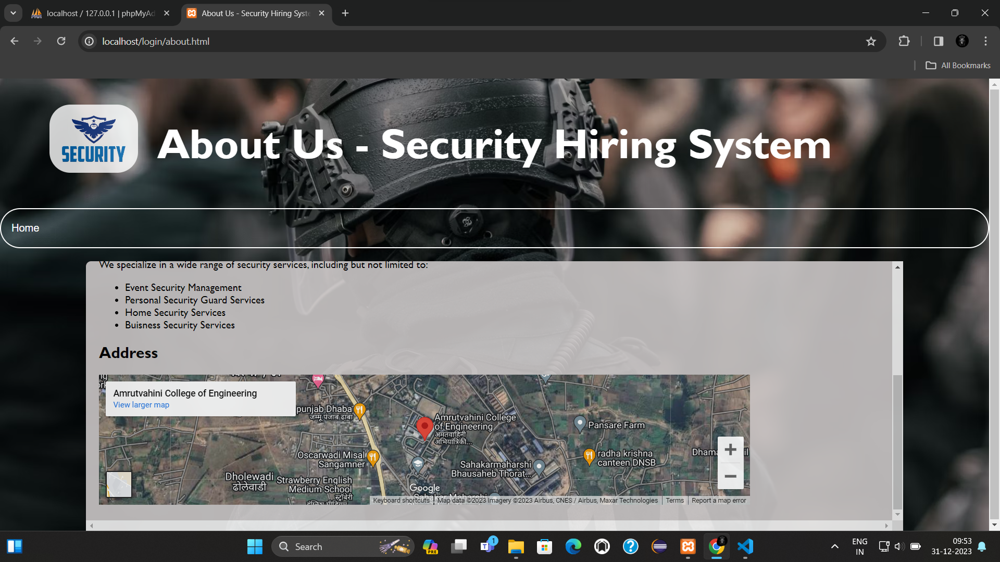 localhost / 127.0.0.1 | phpMyAd
About Us - Security Hiring Syste
localhost/login/about.html
All Bookmarks
SECURITY
About Us - Security Hiring System
Home
We specialize in a wide range of security services, including but not limited to:
Event Security Management
Personal Security Guard Services
Home Security Services
Buisness Security Services
Address
Amrutvahini College of Engineering
View larger map
punjab Dhaba
जम्मू पंजाब ढाबा
Amrutvahini College
of Engineering
अमृतवाहिनी
अभियांत्रिकी...
Pansare Farm
Oscarwadi Misal
Sangamner
radha krishna
canteen DNSB
Dhama
Sahakarmaharshi
Bhausaheb Thorat...
Dholewadi
ढोलेवाडी
Strawberry English
Medium School
स्ट्रॉबेरी
Google
Keyboard shortcuts
Map data ©2023 Imagery ©2023 Airbus, CNES / Airbus, Maxar Technologies
Terms
Report a map error
Search
PRE
1
ENG
IN
09:53
31-12-2023